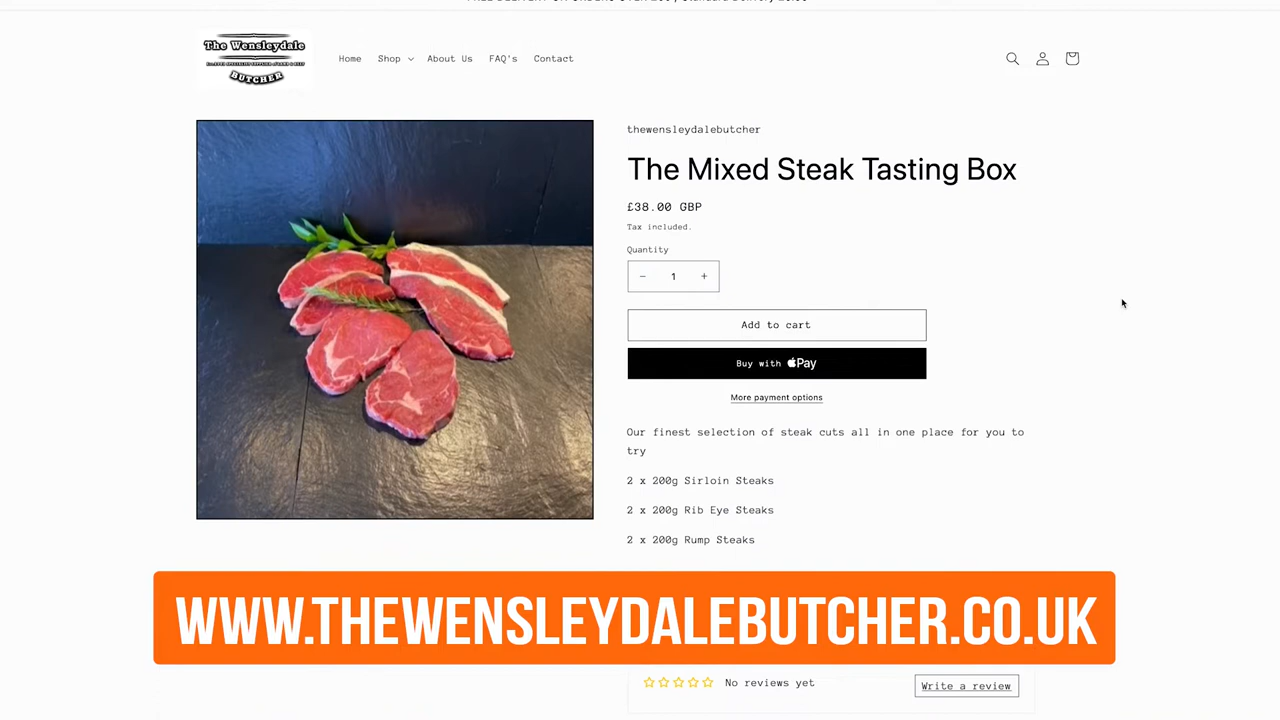 The Wensleydale
BUTCHER
Home
Shop
About Us
FAQ's
Contact
thewensleydalebutcher
The Mixed Steak Tasting Box
£38.00 GBP
Tax included.
Quantity
− 1 +
Add to cart
Buy with Pay
More payment options
Our finest selection of steak cuts all in one place for you to
try
2 x 200g Sirloin Steaks
2 x 200g Rib Eye Steaks
2 x 200g Rump Steaks
WWW.THEWENSLEYDALEBUTCHER.CO.UK
No reviews yet
Write a review